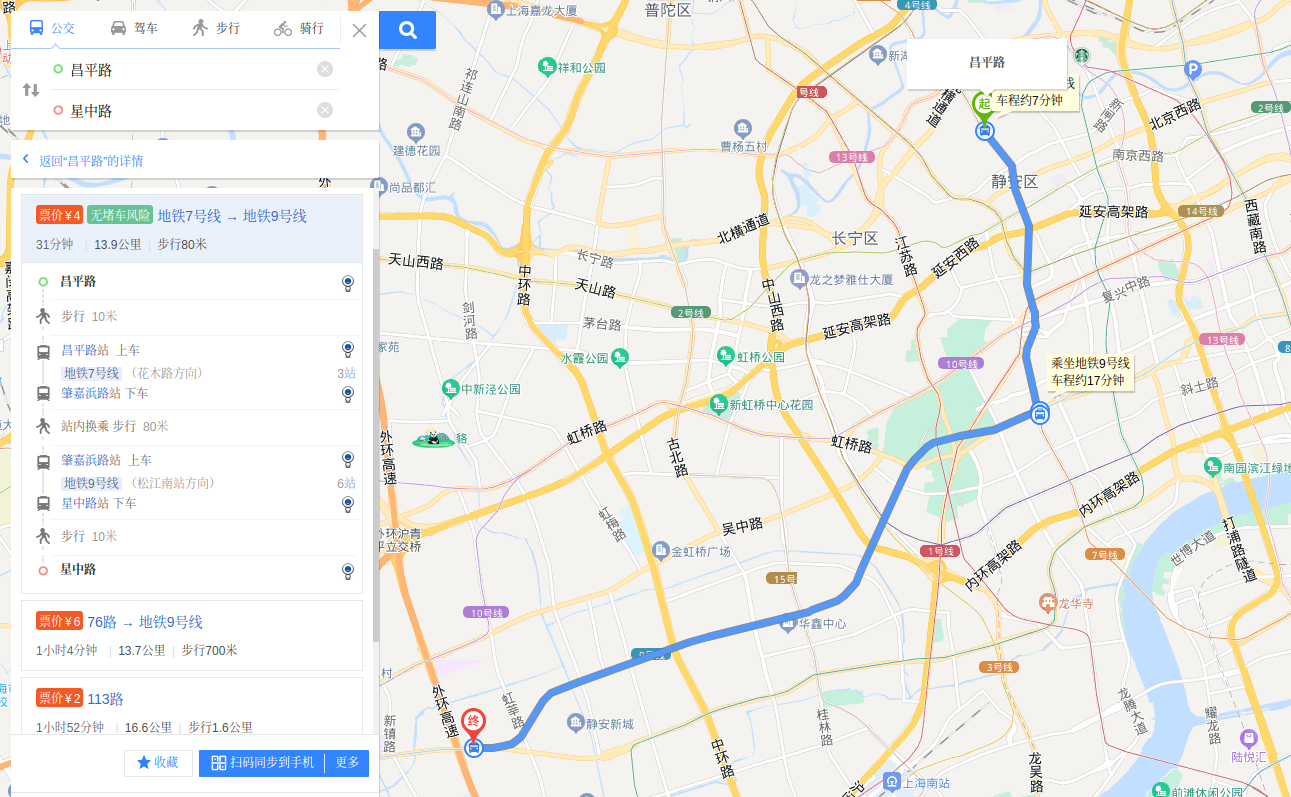 公交
驾车
步行
骑行
昌平路
星中路
返回“昌平路”的详情
票价¥4 无堵车风险 地铁7号线 → 地铁9号线
31分钟 | 13.9公里 | 步行80米
昌平路
步行 10米
昌平路站 上车
地铁7号线 （花木路方向） 3站
肇嘉浜路站 下车
站内换乘 步行 80米
肇嘉浜路站 上车
地铁9号线 （松江南站方向） 6站
星中路站 下车
步行 10米
星中路
票价¥6 76路 → 地铁9号线
1小时4分钟 | 13.7公里 | 步行700米
票价¥2 113路
1小时52分钟 | 16.6公里 | 步行1.6公里
收藏
扫码同步到手机
更多
上海嘉龙大厦
普陀区
4号线
祥和公园
祁连山南路
号线
建德花园
曹杨五村
13号线
尚品都汇
昌平路
起
车程约7分钟
横通道
P
新闸路
北京西路
2号线
南京西路
静安区
延安高架路
14号线
西藏南路
北横通道
长宁区
江苏路
延安西路
天山西路
中环路
长宁路
天山路
龙之梦雅仕大厦
中山西路
复兴中路
剑河路
2号线
茅台路
延安高架路
13号线
家苑
水霞公园
虹桥公园
10号线
乘坐地铁9号线
车程约17分钟
斜土路
中新泾公园
新虹桥中心花园
貉
虹桥路
古北路
虹桥路
外环高速
南园滨江绿地
内环高架路
外环沪青
平立交桥
虹梅路
吴中路
金虹桥广场
打浦路隧道
世博大道
1号线
7号线
内环高架路
15号
10号线
龙华寺
华鑫中心
9号线
3号线
村
外环高速
虹莘路
终
静安新城
新镇路
桂林路
龙腾大道
耀龙路
中环路
陆悦汇
龙吴路
上海南站
前滩休闲公园